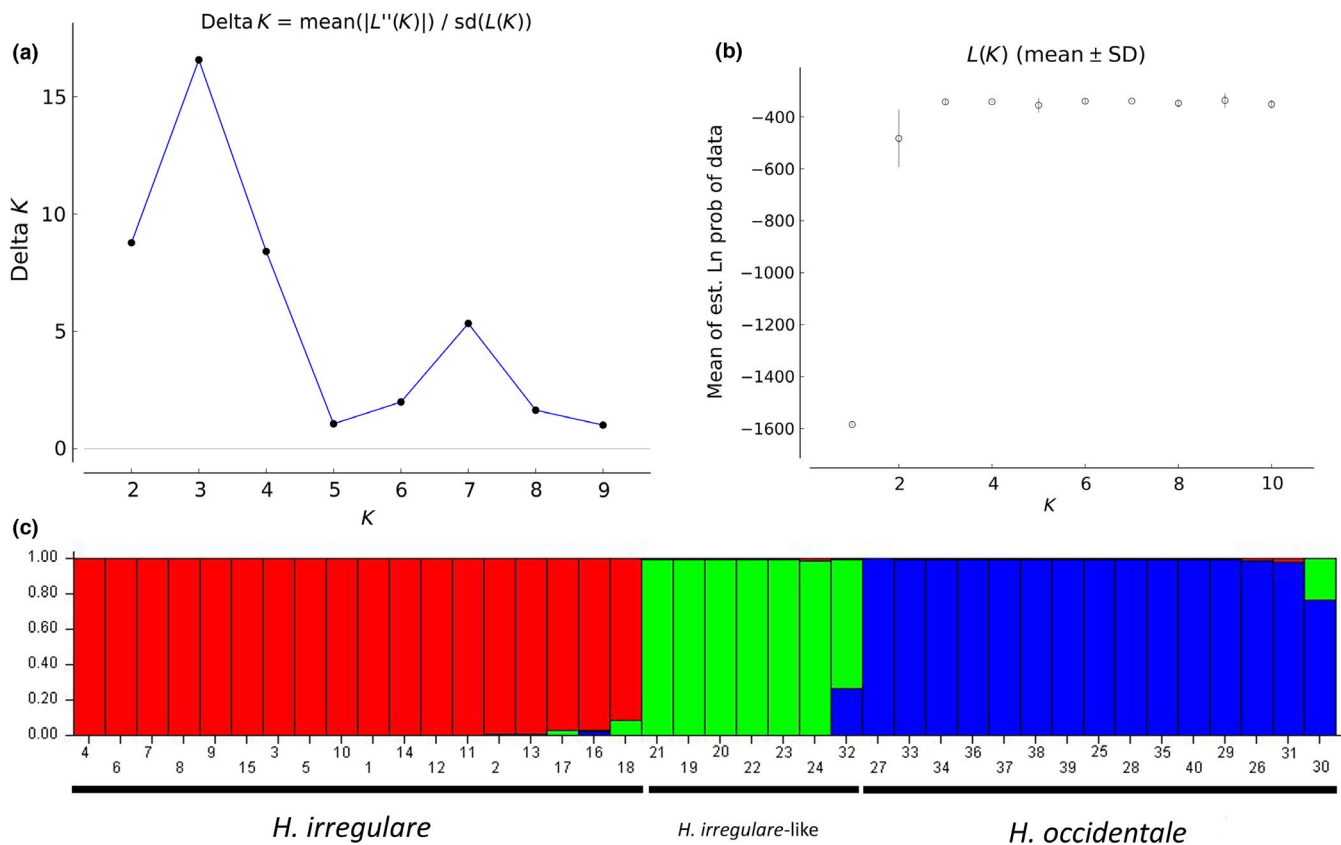 (a)
Delta K = mean(|L''(K)|) / sd(L(K))
Delta K
15
10
5
0
2 3 4 5 6 7 8 9
K
(b)
L(K) (mean ± SD)
Mean of est. Ln prob of data
−400
−600
−800
−1000
−1200
−1400
−1600
2 4 6 8 10
K
(c)
1.00
0.80
0.60
0.40
0.20
0.00
4 7 9 3 10 14 11 13 16 21 20 23 32 33 36 38 25 35 29 31
6 8 15 5 1 12 2 17 18 19 22 24 27 34 37 39 28 40 26 30
H. irregulare
H. irregulare-like
H. occidentale